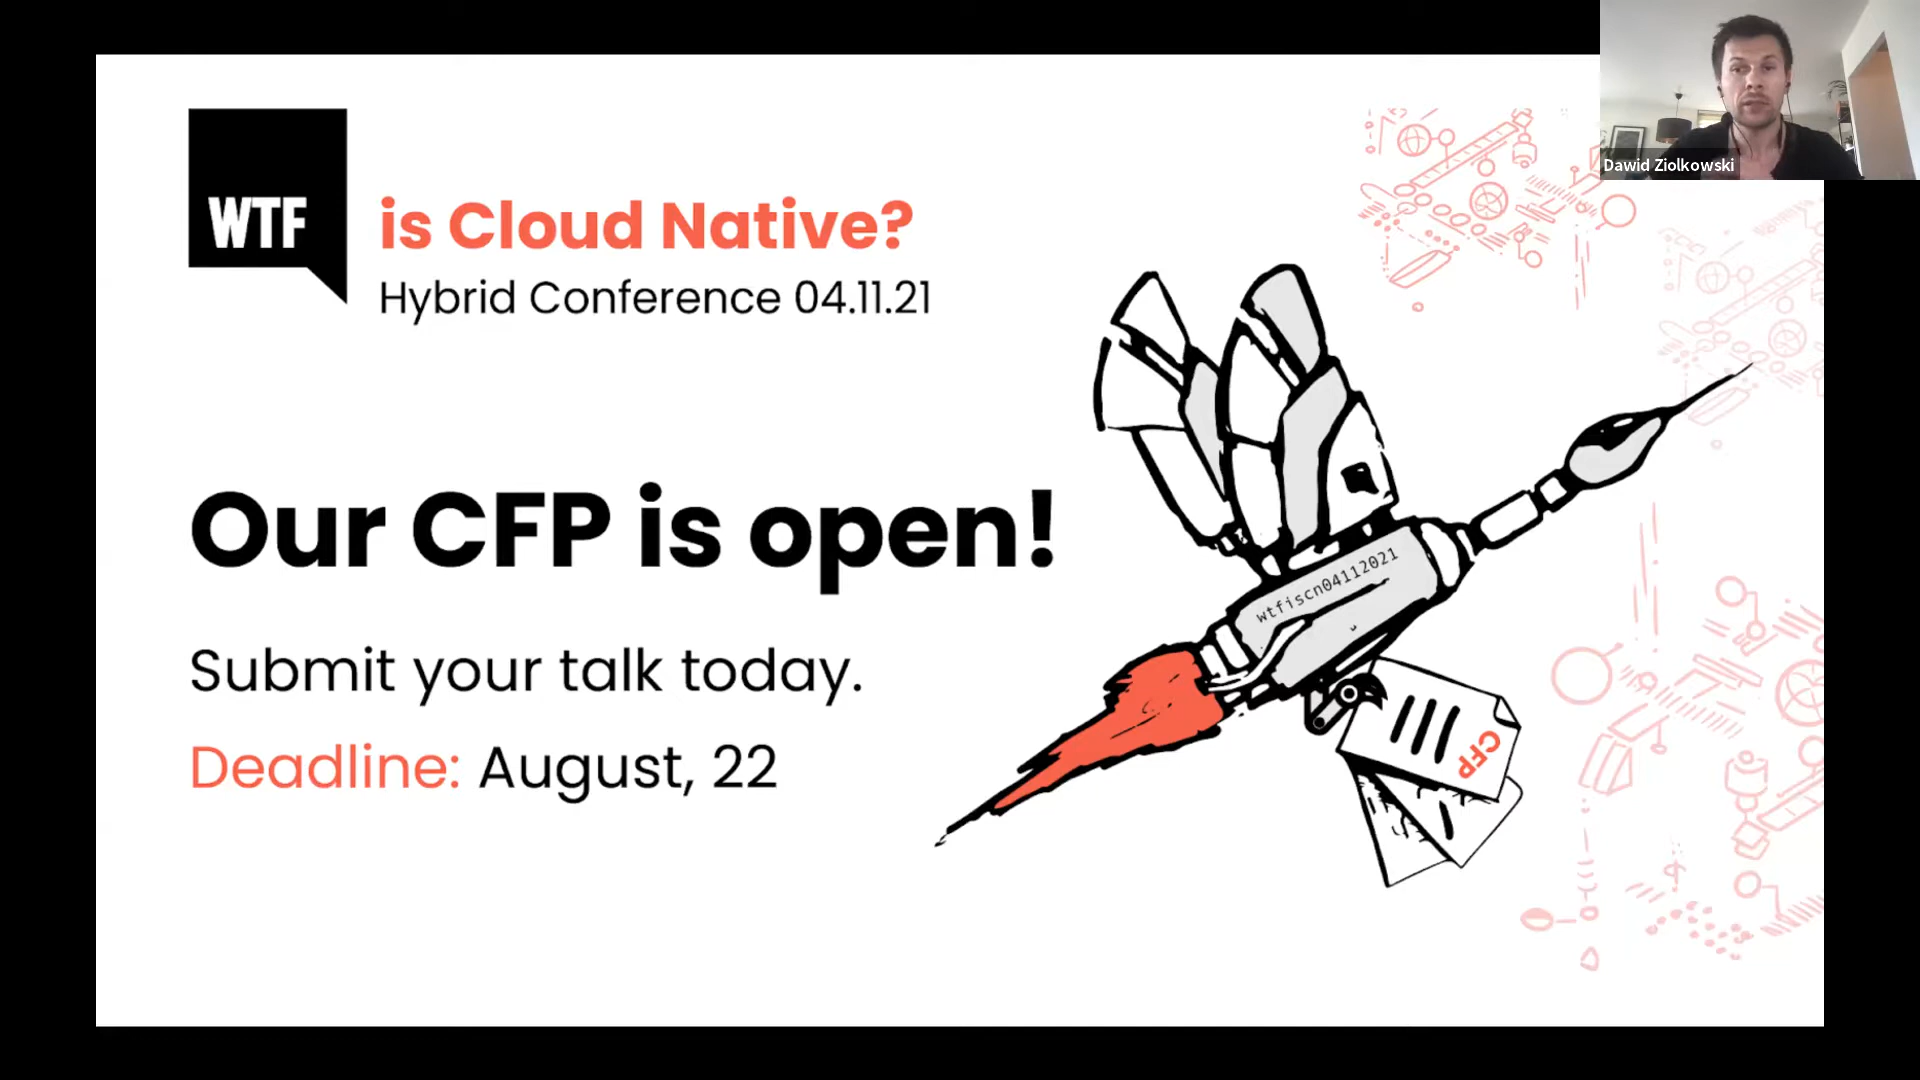 WTF
is Cloud Native?
Hybrid Conference 04.11.21
Our CFP is open!
Submit your talk today.
Deadline: August, 22
wtfiscn04112021
CFP
Dawid Ziolkowski